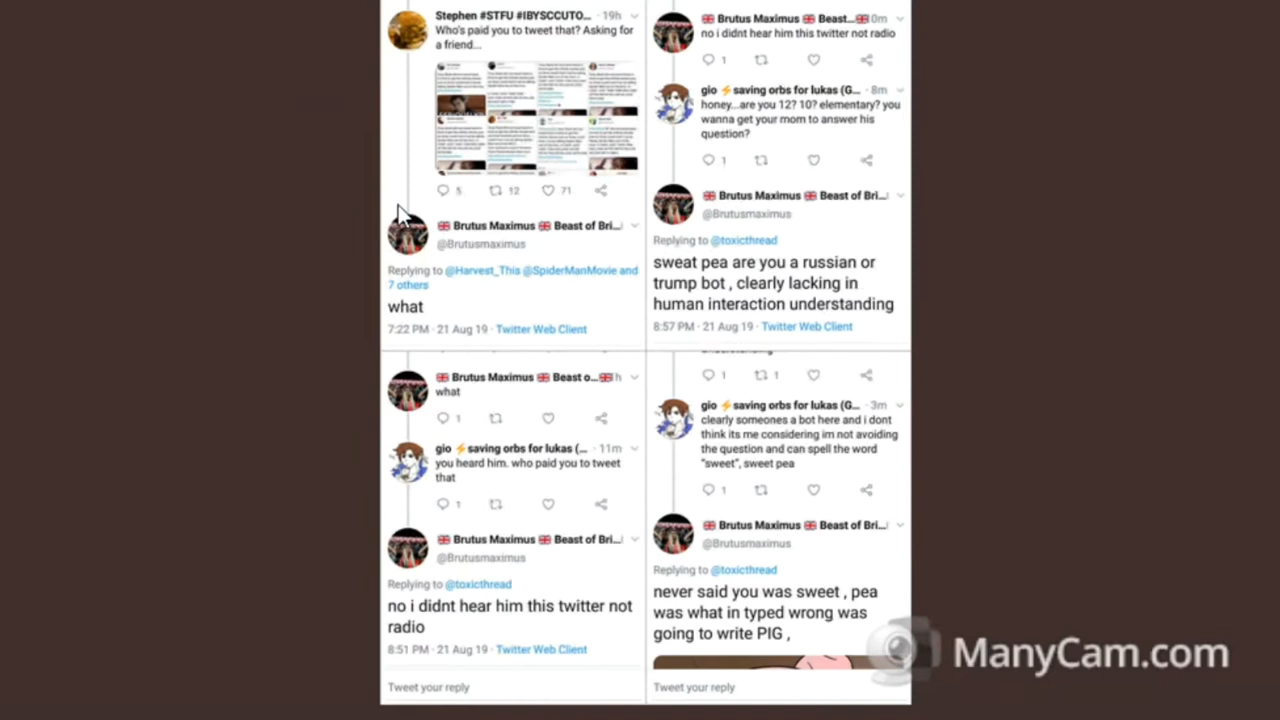 Stephen #STFU #IBYSCCUTO... · 19h
Who's paid you to tweet that? Asking for
a friend...
5 12 71
🇬🇧 Brutus Maximus 🇬🇧 Beast of Bri...
@Brutusmaximus
Replying to @Harvest_This @SpiderManMovie and
7 others
what
7:22 PM · 21 Aug 19 · Twitter Web Client
🇬🇧 Brutus Maximus 🇬🇧 Beast...🇬🇧 0m
no i didnt hear him this twitter not radio
1
gio ⚡saving orbs for lukas (G... · 8m
honey...are you 12? 10? elementary? you
wanna get your mom to answer his
question?
1
🇬🇧 Brutus Maximus 🇬🇧 Beast of Bri...
@Brutusmaximus
Replying to @toxicthread
sweat pea are you a russian or
trump bot , clearly lacking in
human interaction understanding
8:57 PM · 21 Aug 19 · Twitter Web Client
🇬🇧 Brutus Maximus 🇬🇧 Beast o...🇬🇧 h
what
1
gio ⚡saving orbs for lukas (... · 11m
you heard him. who paid you to tweet
that
1
🇬🇧 Brutus Maximus 🇬🇧 Beast of Bri...
@Brutusmaximus
Replying to @toxicthread
no i didnt hear him this twitter not
radio
8:51 PM · 21 Aug 19 · Twitter Web Client
Tweet your reply
1 1
gio ⚡saving orbs for lukas (G... · 3m
clearly someones a bot here and i dont
think its me considering im not avoiding
the question and can spell the word
"sweet", sweet pea
1
🇬🇧 Brutus Maximus 🇬🇧 Beast of Bri...
@Brutusmaximus
Replying to @toxicthread
never said you was sweet , pea
was what in typed wrong was
going to write PIG ,
Tweet your reply
ManyCam.com